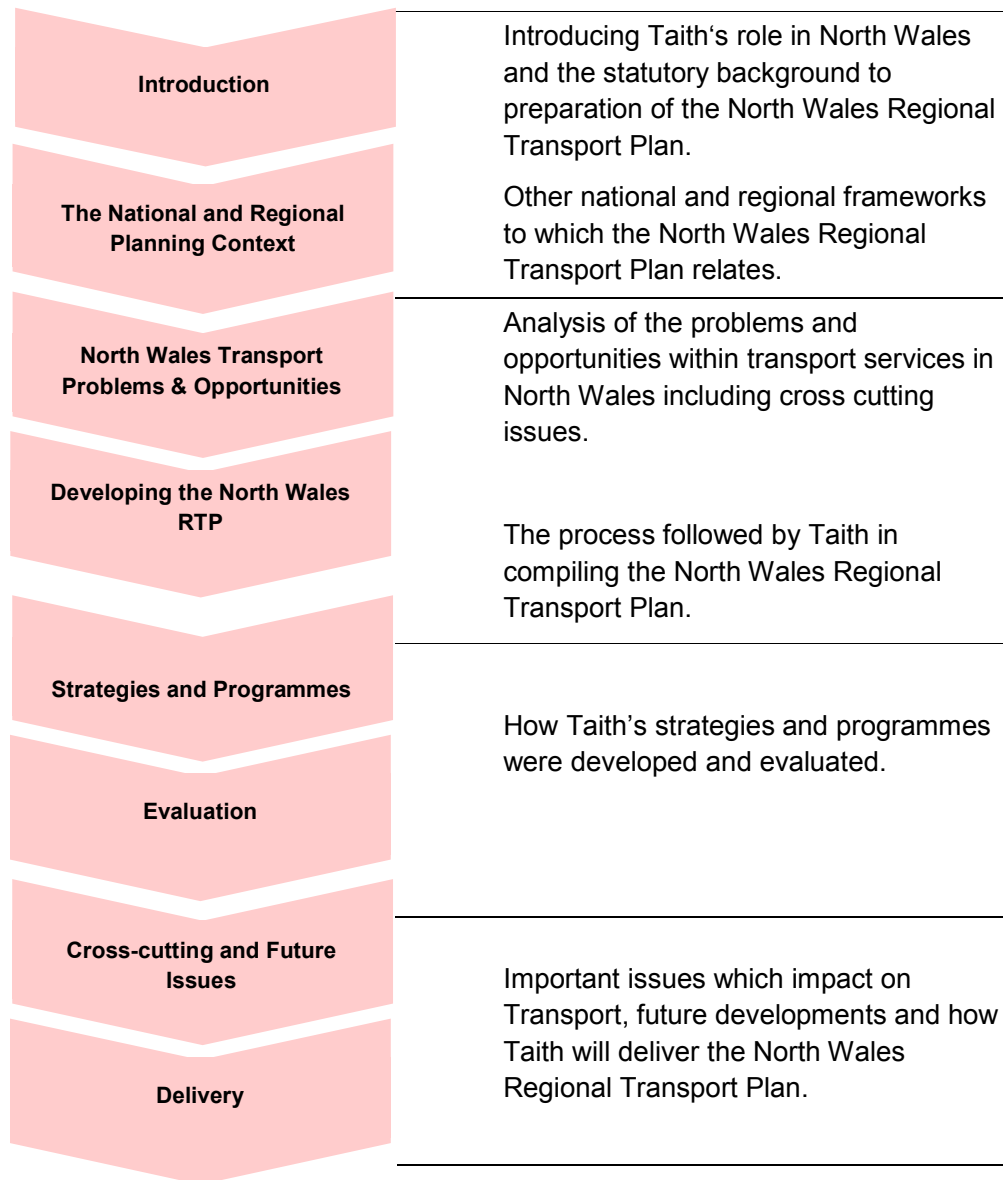 Introduction
Introducing Taith‘s role in North Wales
and the statutory background to
preparation of the North Wales Regional
Transport Plan.
The National and Regional
Planning Context
Other national and regional frameworks
to which the North Wales Regional
Transport Plan relates.
North Wales Transport
Problems & Opportunities
Analysis of the problems and
opportunities within transport services in
North Wales including cross cutting
issues.
Developing the North Wales
RTP
The process followed by Taith in
compiling the North Wales Regional
Transport Plan.
Strategies and Programmes
Evaluation
How Taith’s strategies and programmes
were developed and evaluated.
Cross-cutting and Future
Issues
Delivery
Important issues which impact on
Transport, future developments and how
Taith will deliver the North Wales
Regional Transport Plan.